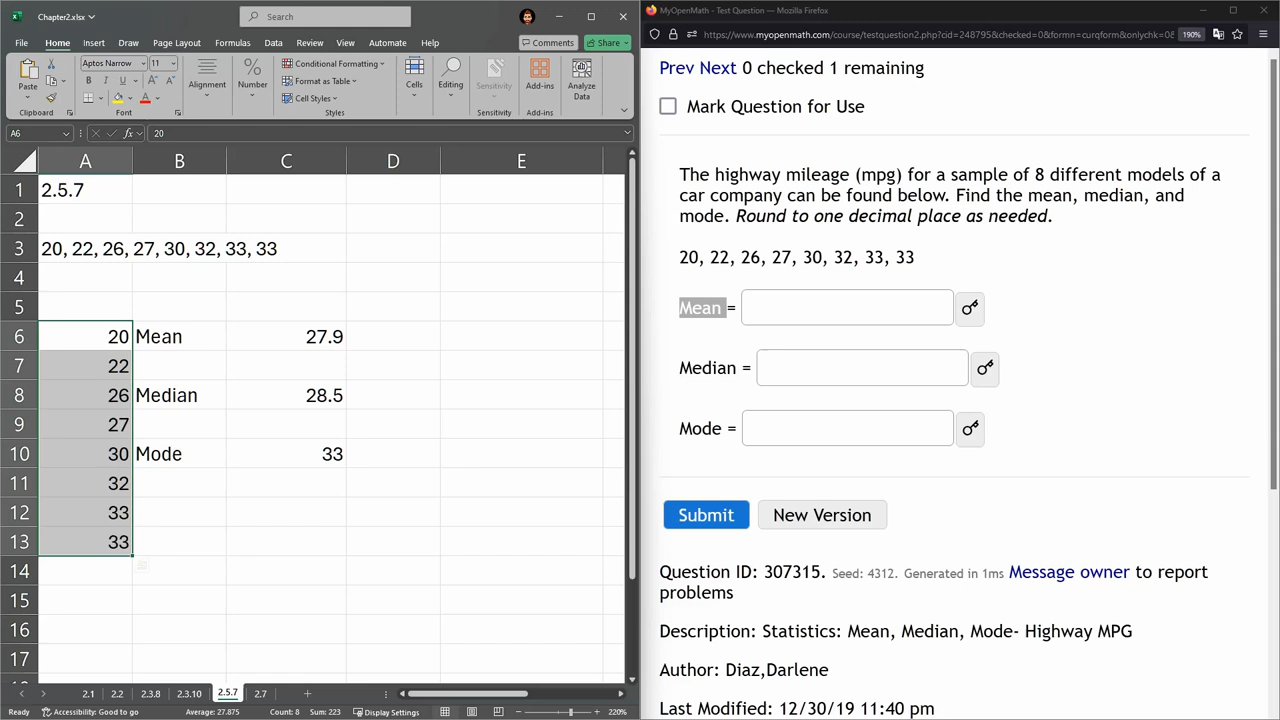 Chapter2.xlsx
Search
File Home Insert Draw Page Layout Formulas Data Review View Automate Help Comments Share
Paste
Clipboard
Aptos Narrow 11
B I U A A
Font
Alignment
Number
Conditional Formatting
Format as Table
Cell Styles
Styles
Cells
Editing
Sensitivity
Sensitivity
Add-ins
Add-ins
Analyze
Data
A6 fx 20
A B C D E
1 2.5.7
2
3 20, 22, 26, 27, 30, 32, 33, 33
4
5
6 20 Mean 27.9
7 22
8 26 Median 28.5
9 27
10 30 Mode 33
11 32
12 33
13 33
14
15
16
17
2.1 2.2 2.3.8 2.3.10 2.5.7 2.7
Ready Accessibility: Good to go Average: 27.875 Count: 8 Sum: 223 Display Settings 220%
MyOpenMath - Test Question — Mozilla Firefox
https://www.myopenmath.com/course/testquestion2.php?cid=248795&checked=0&formn=curqform&onlychk=0& 190%
Prev Next 0 checked 1 remaining
Mark Question for Use
The highway mileage (mpg) for a sample of 8 different models of a
car company can be found below. Find the mean, median, and
mode. Round to one decimal place as needed.
20, 22, 26, 27, 30, 32, 33, 33
Mean =
Median =
Mode =
Submit New Version
Question ID: 307315. Seed: 4312. Generated in 1ms Message owner to report
problems
Description: Statistics: Mean, Median, Mode- Highway MPG
Author: Diaz,Darlene
Last Modified: 12/30/19 11:40 pm